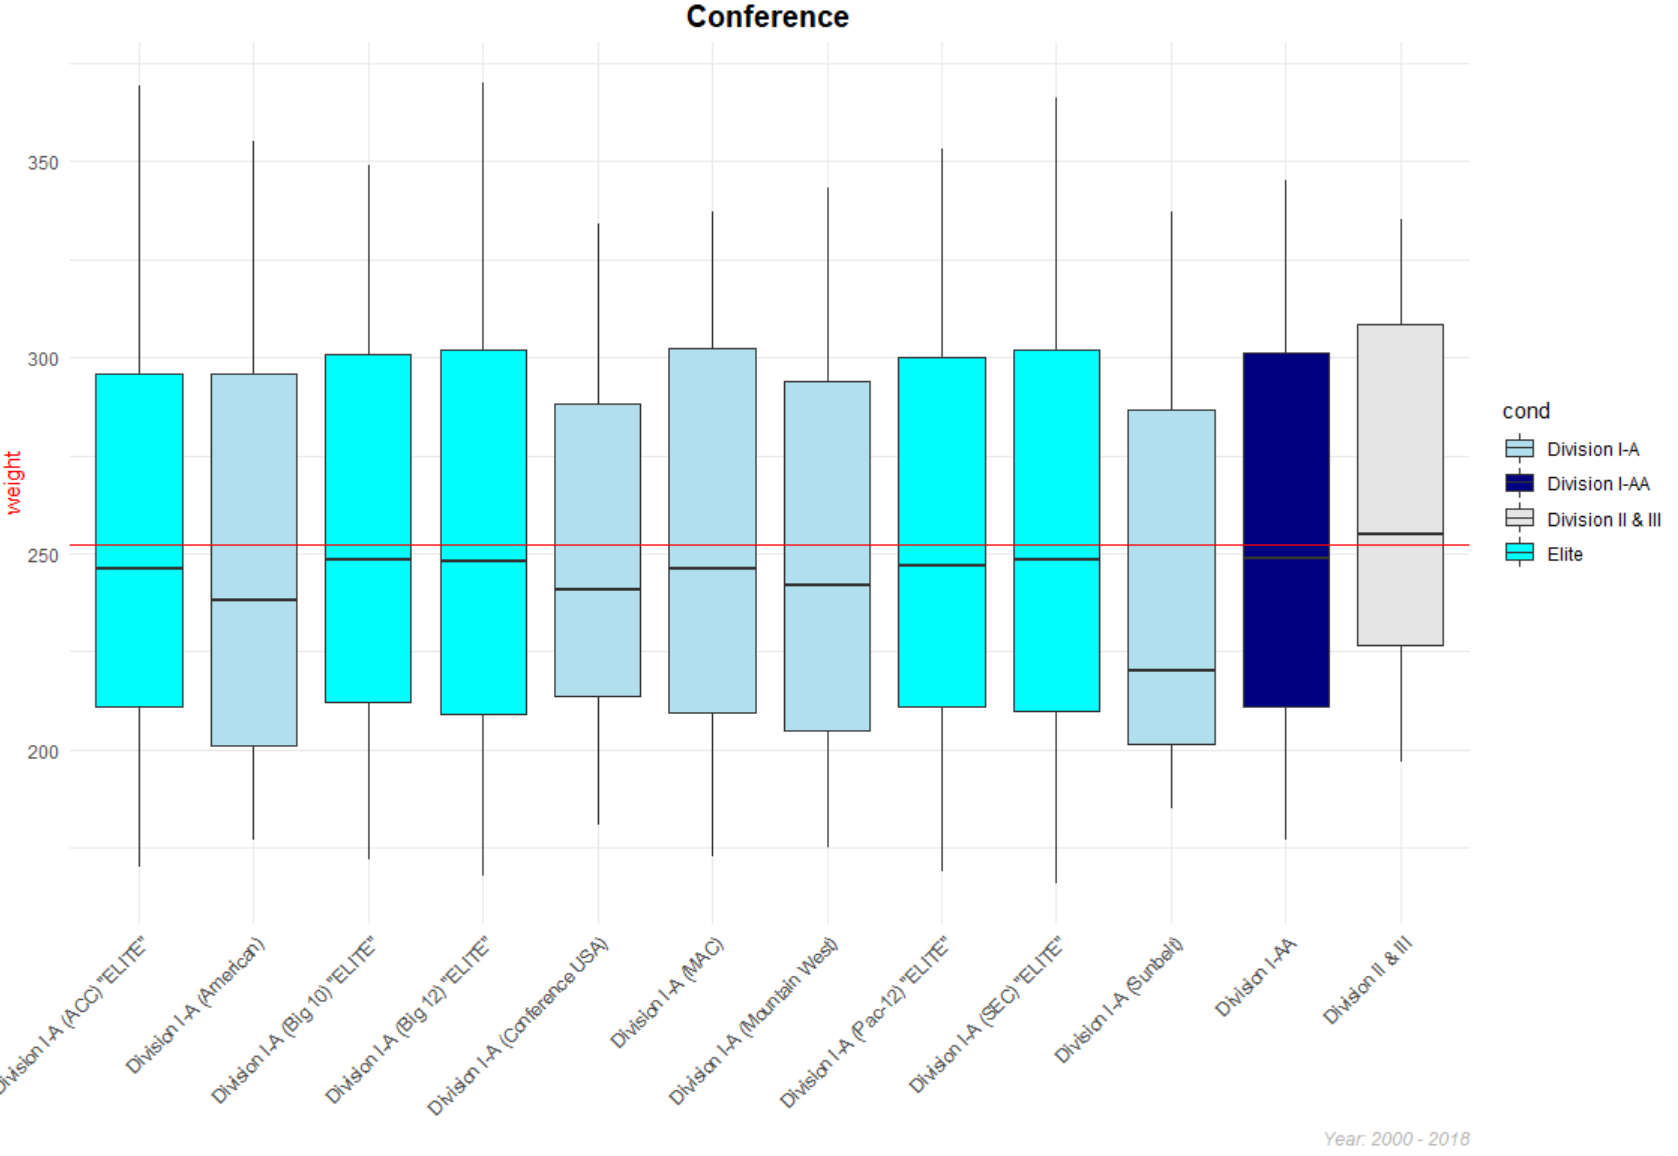 Conference
350
300
250
200
weight
cond
Division I-A
Division I-AA
Division II & III
Elite
Division I-A (ACC) "ELITE"
Division I-A (American)
Division I-A (Big 10) "ELITE"
Division I-A (Big 12) "ELITE"
Division I-A (Conference USA)
Division I-A (MAC)
Division I-A (Mountain West)
Division I-A (Pac-12) "ELITE"
Division I-A (SEC) "ELITE"
Division I-A (Sunbelt)
Division I-AA
Division II & III
Year: 2000 - 2018